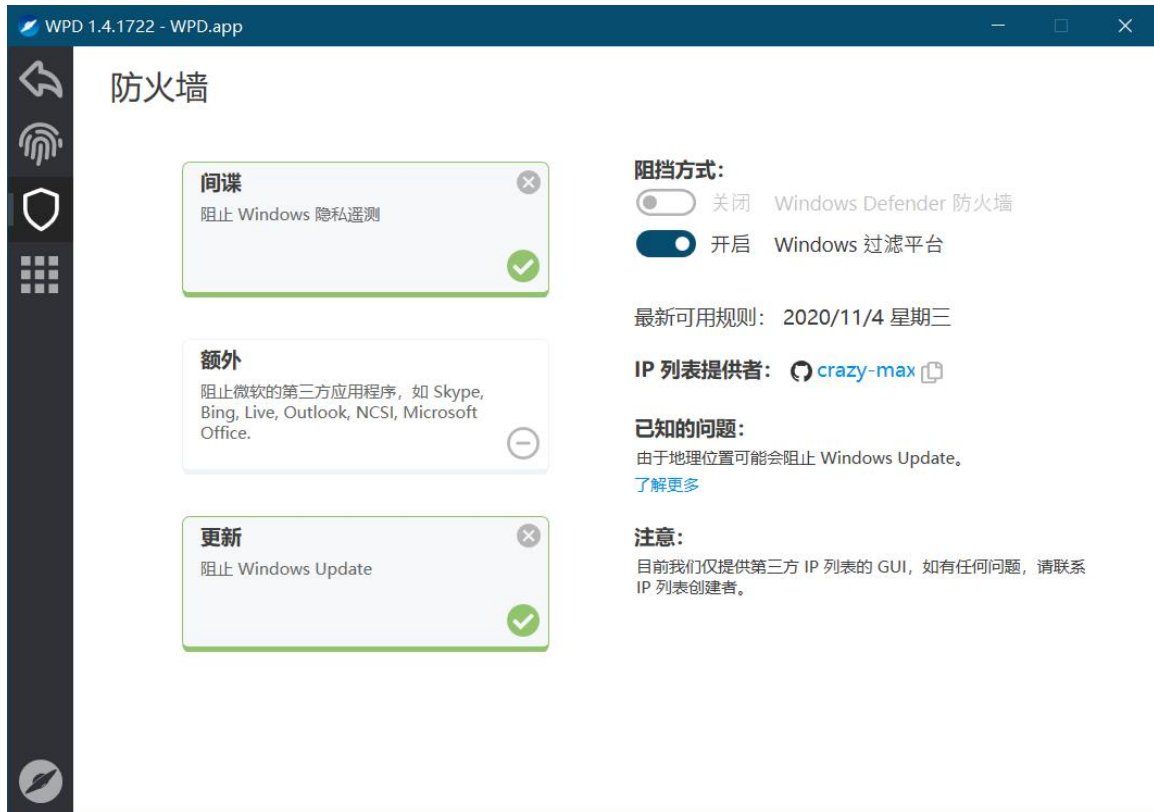 WPD 1.4.1722 - WPD.app
防火墙
间谍
阻止 Windows 隐私遥测
额外
阻止微软的第三方应用程序，如 Skype,
Bing, Live, Outlook, NCSI, Microsoft
Office.
更新
阻止 Windows Update
阻挡方式：
关闭 Windows Defender 防火墙
开启 Windows 过滤平台
最新可用规则： 2020/11/4 星期三
IP 列表提供者： crazy-max
已知的问题：
由于地理位置可能会阻止 Windows Update。
了解更多
注意：
目前我们仅提供第三方 IP 列表的 GUI，如有任何问题，请联系
IP 列表创建者。